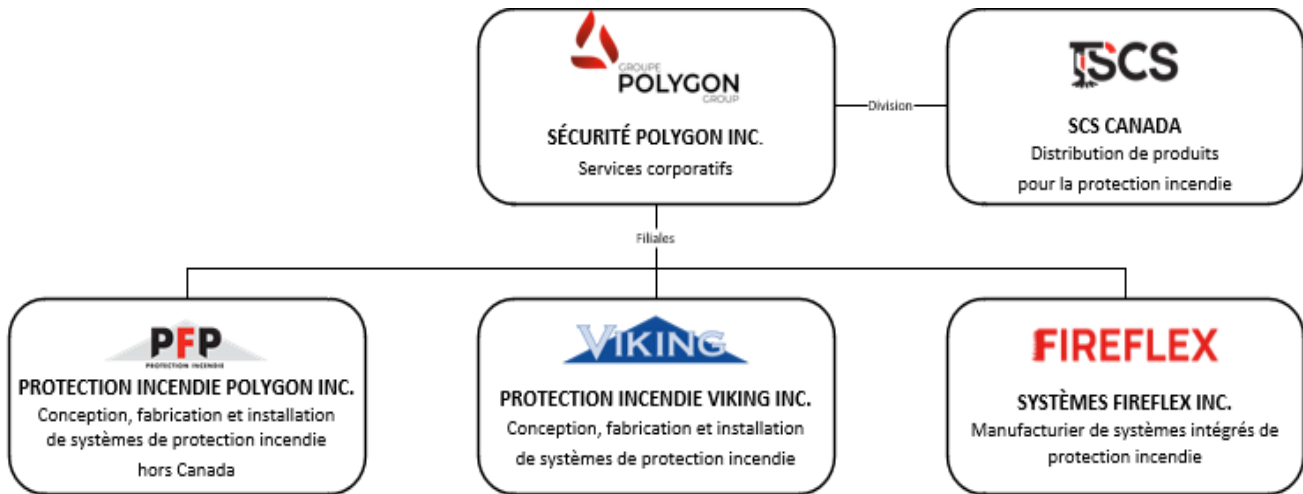 GROUPE
POLYGON
GROUP
SÉCURITÉ POLYGON INC.
Services corporatifs
Division
SCS
SCS CANADA
Distribution de produits
pour la protection incendie
Filiales
PFP
PROTECTION INCENDIE
PROTECTION INCENDIE POLYGON INC.
Conception, fabrication et installation
de systèmes de protection incendie
hors Canada
VIKING
PROTECTION INCENDIE VIKING INC.
Conception, fabrication et installation
de systèmes de protection incendie
FIREFLEX
SYSTÈMES FIREFLEX INC.
Manufacturier de systèmes intégrés de
protection incendie